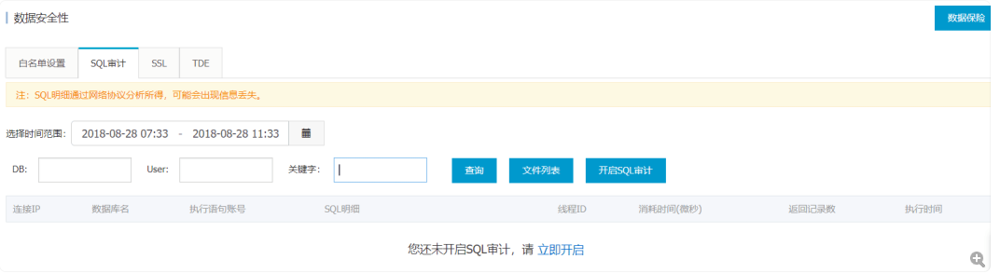 数据安全性 数据保险
白名单设置 SQL审计 SSL TDE
注：SQL明细通过网络协议分析所得，可能会出现信息丢失。
选择时间范围： 2018-08-28 07:33 - 2018-08-28 11:33
DB: User: 关键字： 查询 文件列表 开启SQL审计
连接IP 数据库名 执行语句账号 SQL明细 线程ID 消耗时间(微秒) 返回记录数 执行时间
您还未开启SQL审计，请 立即开启